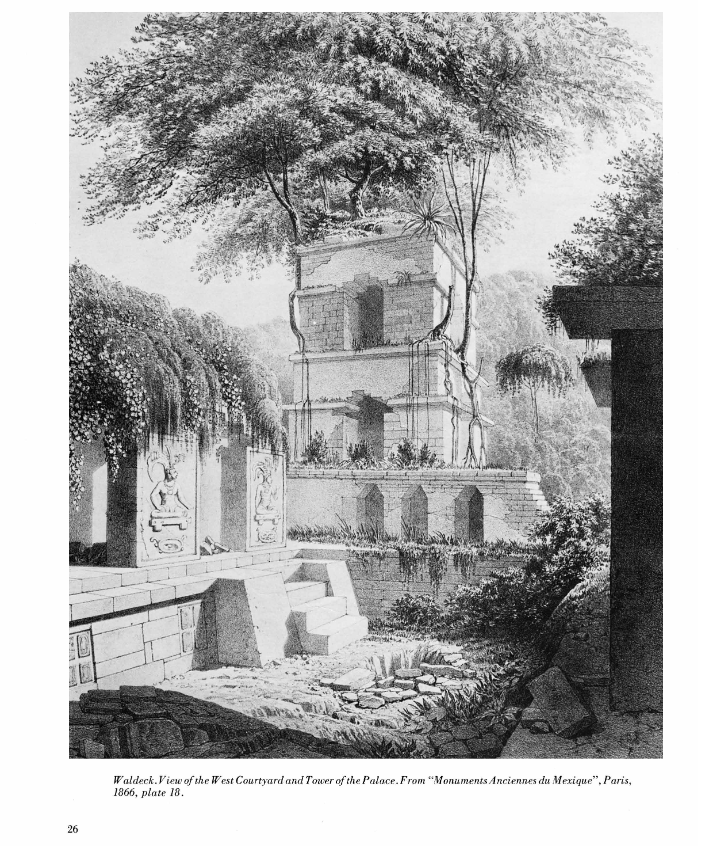 Waldeck. View of the West Courtyard and Tower of the Palace. From “Monuments Anciennes du Mexique”, Paris,
1866, plate 18.
26